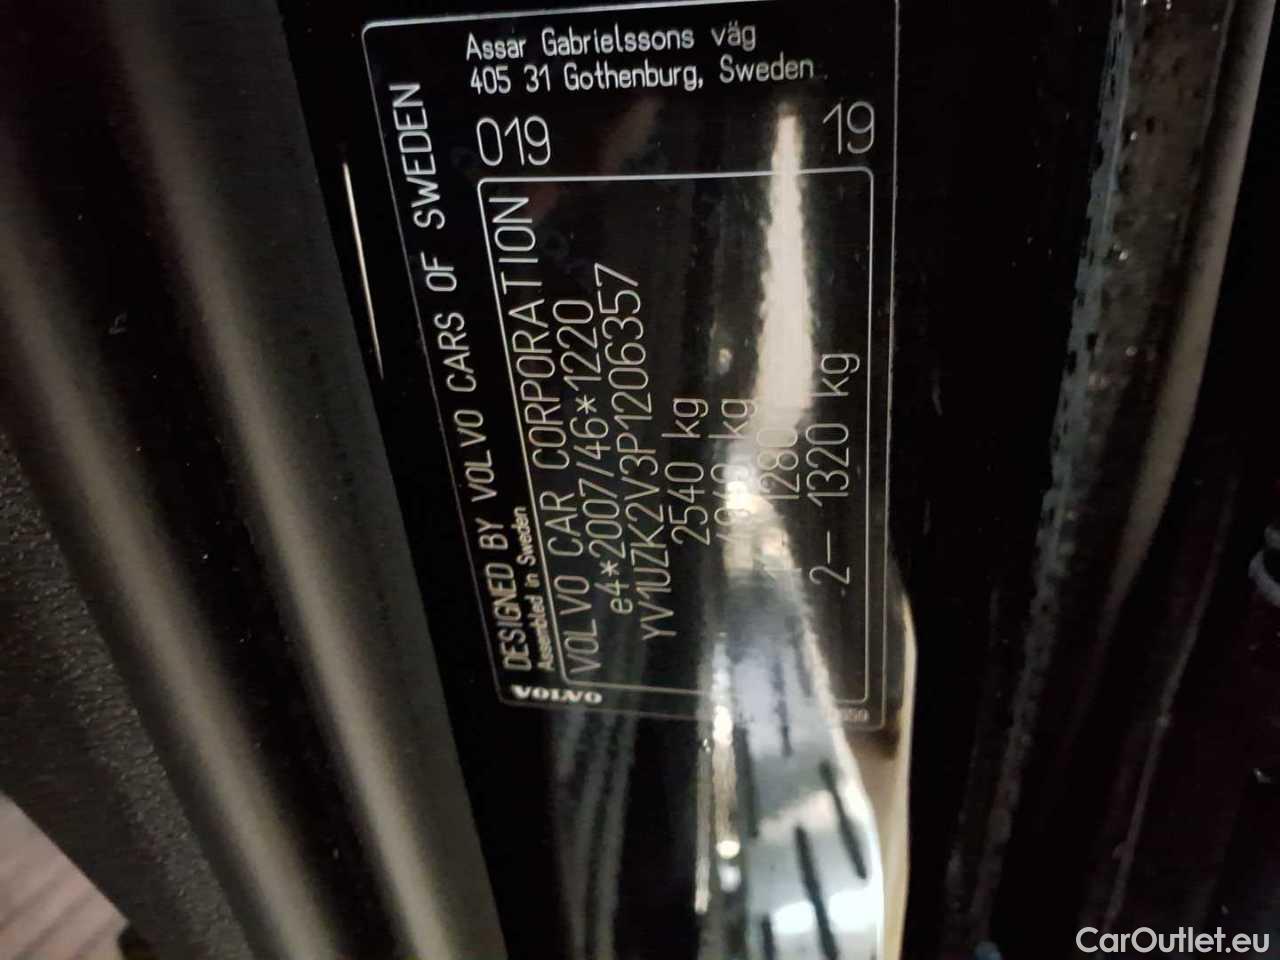 Assar Gabrielssons väg
405 31 Gothenburg, Sweden
019
19
DESIGNED BY VOLVO CARS OF SWEDEN
Assembled in Sweden
VOLVO CAR CORPORATION
e4*2007/46*1220
YV1UZK2V3P1206357
2540 kg
kg
1280
2– 1320 kg
VOLVO
CarOutlet.eu